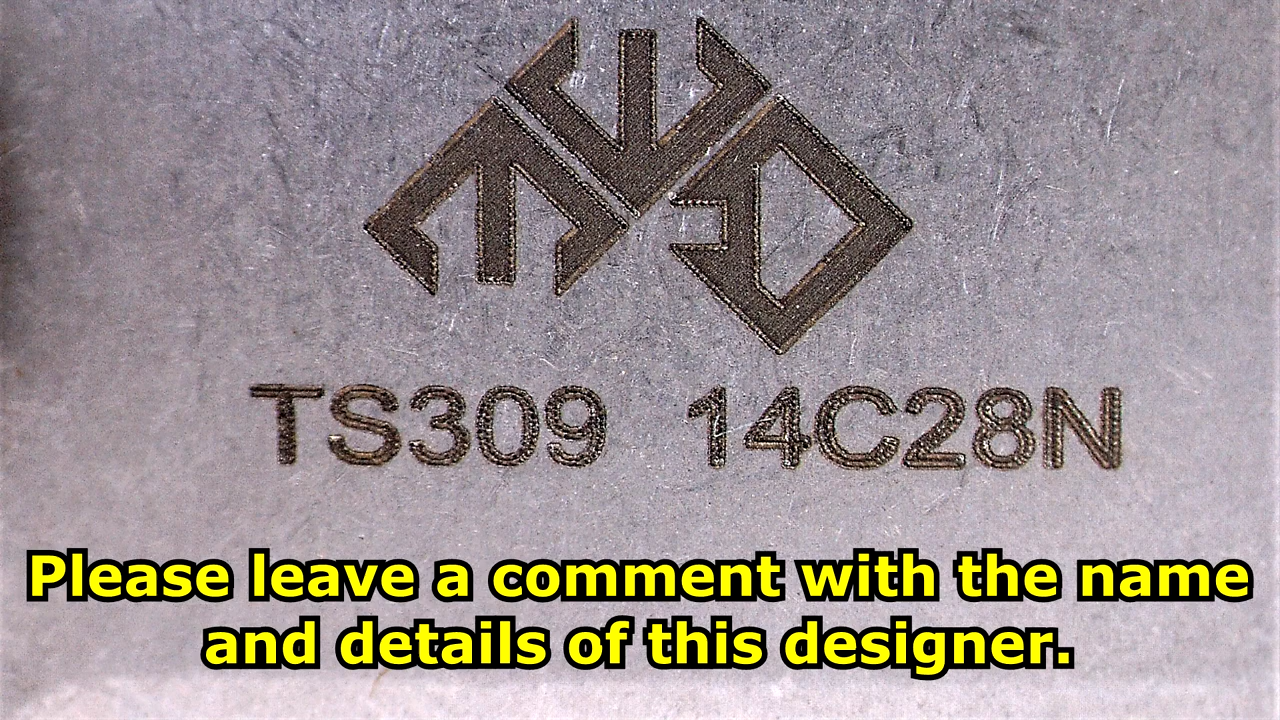 TS309 14C28N
Please leave a comment with the name
and details of this designer.